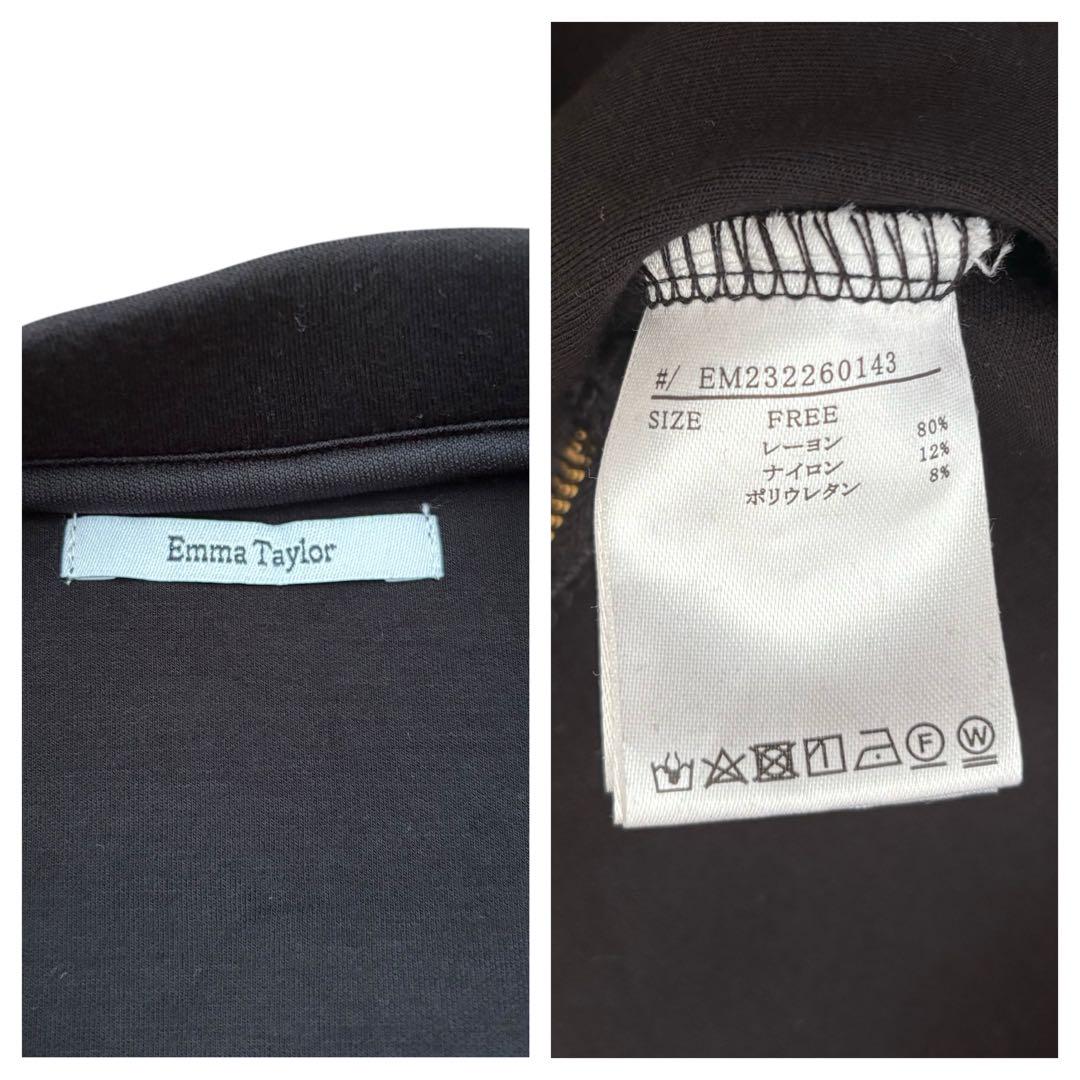 Emma Taylor
#/ EM232260143
SIZE FREE
レーヨン 80%
ナイロン 12%
ポリウレタン 8%
F W